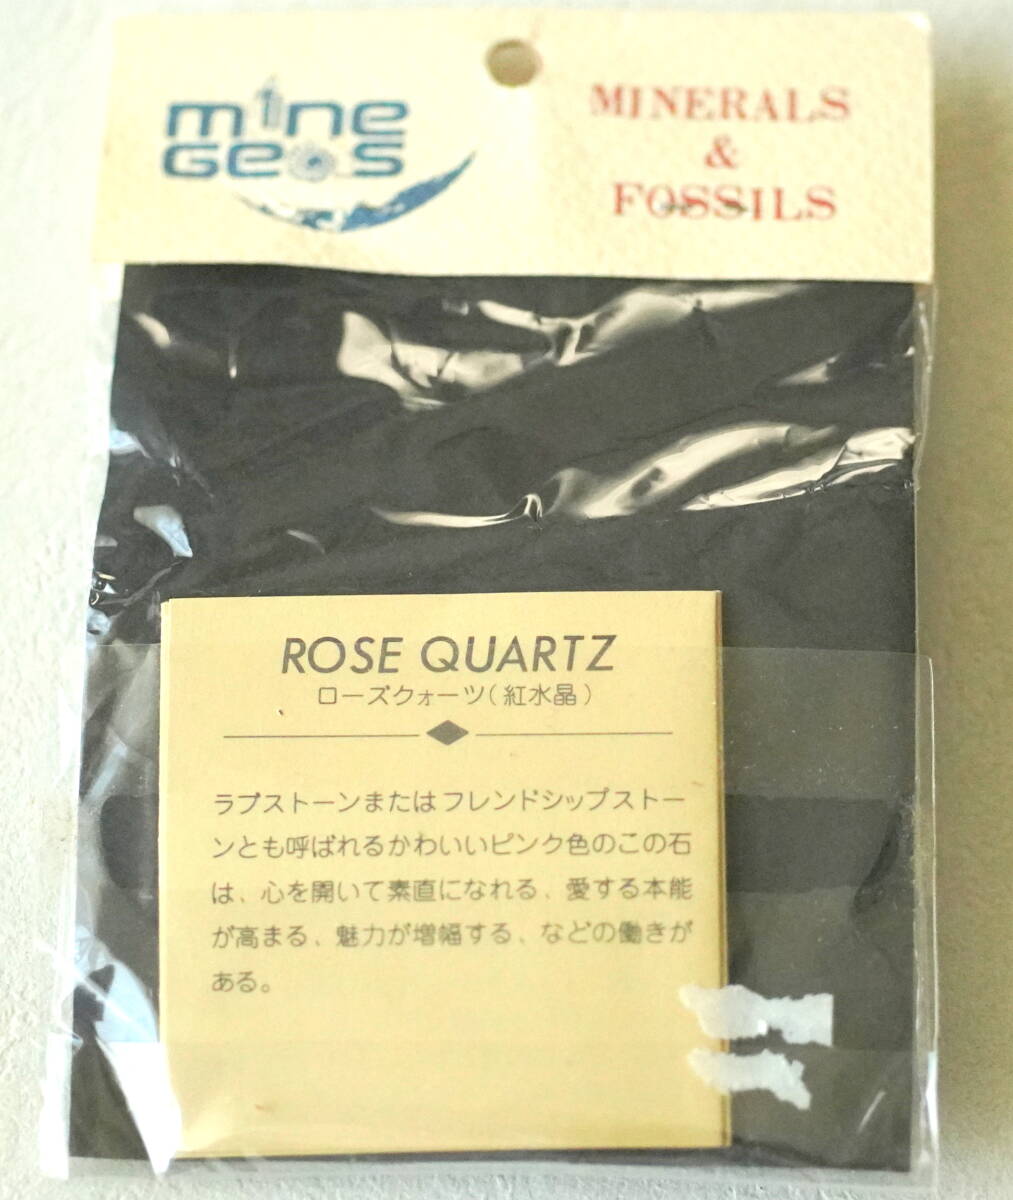 mine
GEOS
MINERALS
&
FOSSILS
ROSE QUARTZ
ローズクォーツ(紅水晶)
ラブストーンまたはフレンドシップストー
ンとも呼ばれるかわいいピンク色のこの石
は、心を開いて素直になれる、愛する本能
が高まる、魅力が増幅する、などの働きが
ある。